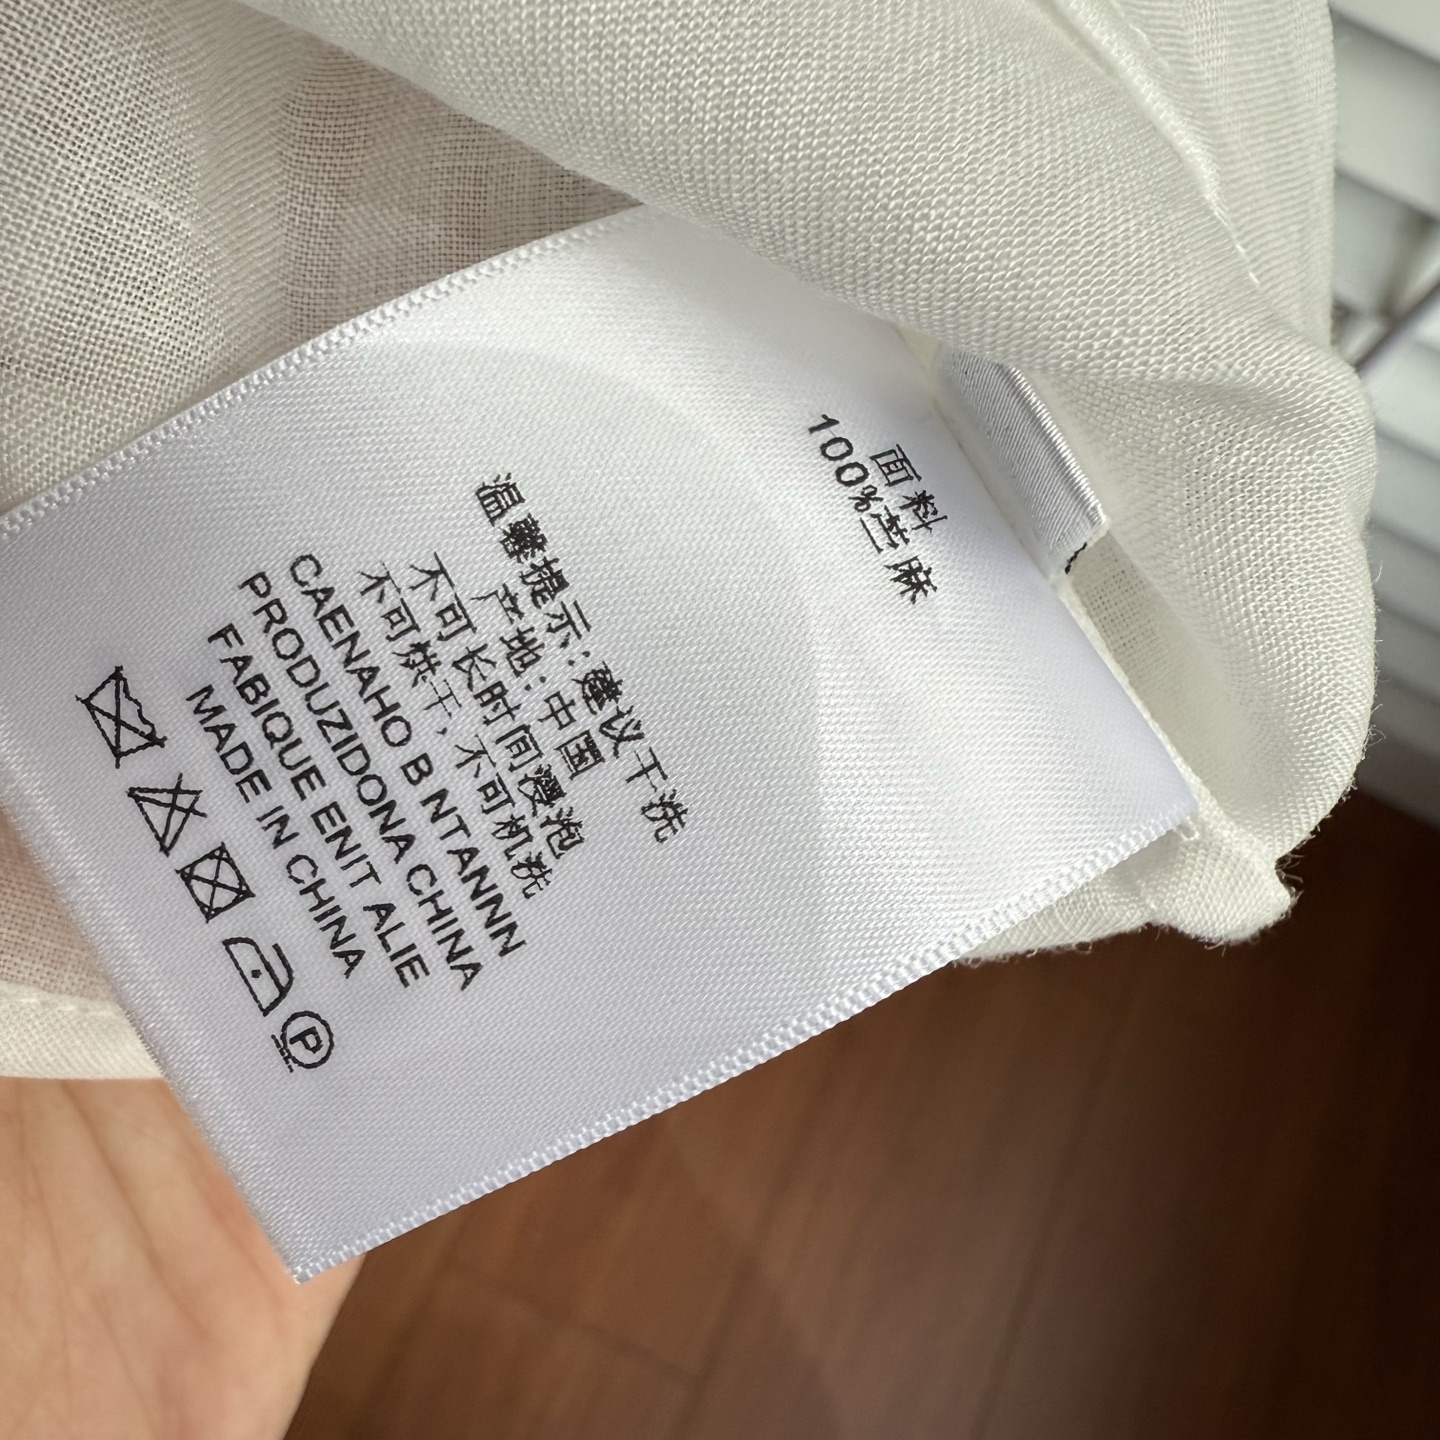 面料
100%苎麻
温馨提示:建议干洗
产地:中国
不可长时间浸泡
不可烘干,不可机洗
CAENAHO B NTANNN
PRODUZIDONA CHINA
FABIQUE ENIT ALIE
MADE IN CHINA
P